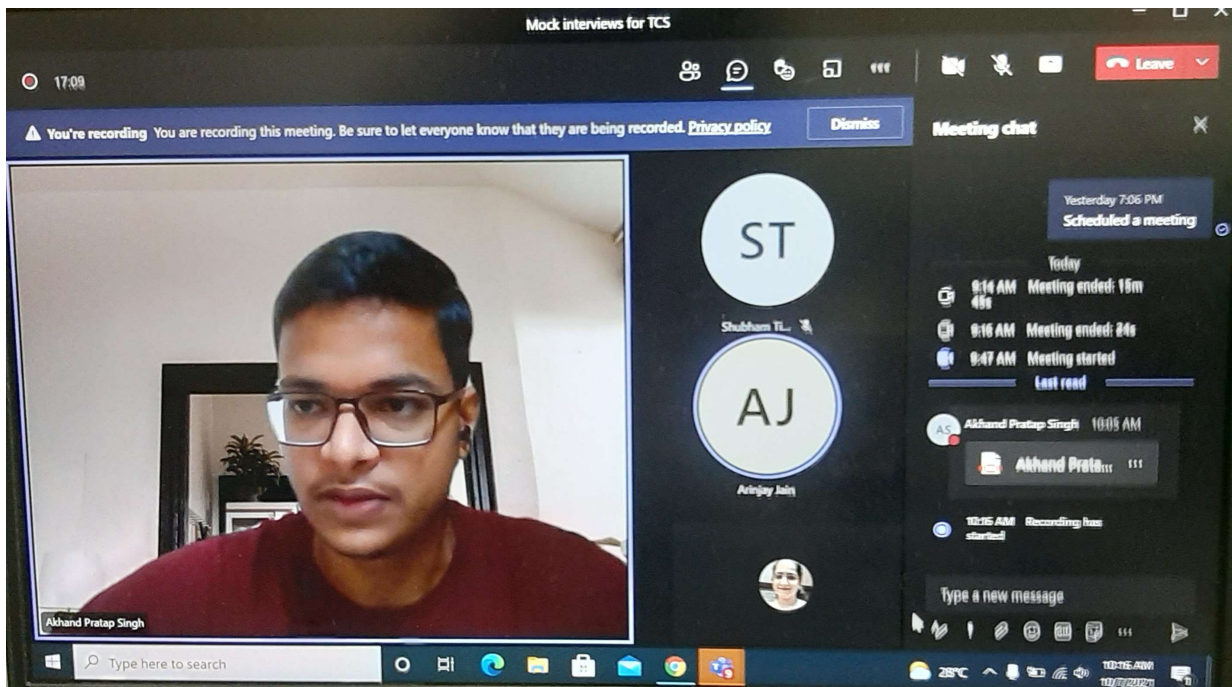 Mock interviews for TCS
17:09
Leave
You're recording You are recording this meeting. Be sure to let everyone know that they are being recorded. Privacy policy
Dismiss
Meeting chat
Yesterday 7:06 PM
Scheduled a meeting
Today
9:14 AM Meeting ended: 15m
45s
9:16 AM Meeting ended: 24s
9:47 AM Meeting started
Last read
ST
Shubham Ti...
AJ
Arinjay Jain
AS
Akhand Pratap Singh 10:05 AM
Akhand Prata...
10:15 AM Recording has
started
Type a new message
Akhand Pratap Singh
Type here to search
28°C
10:16 AM